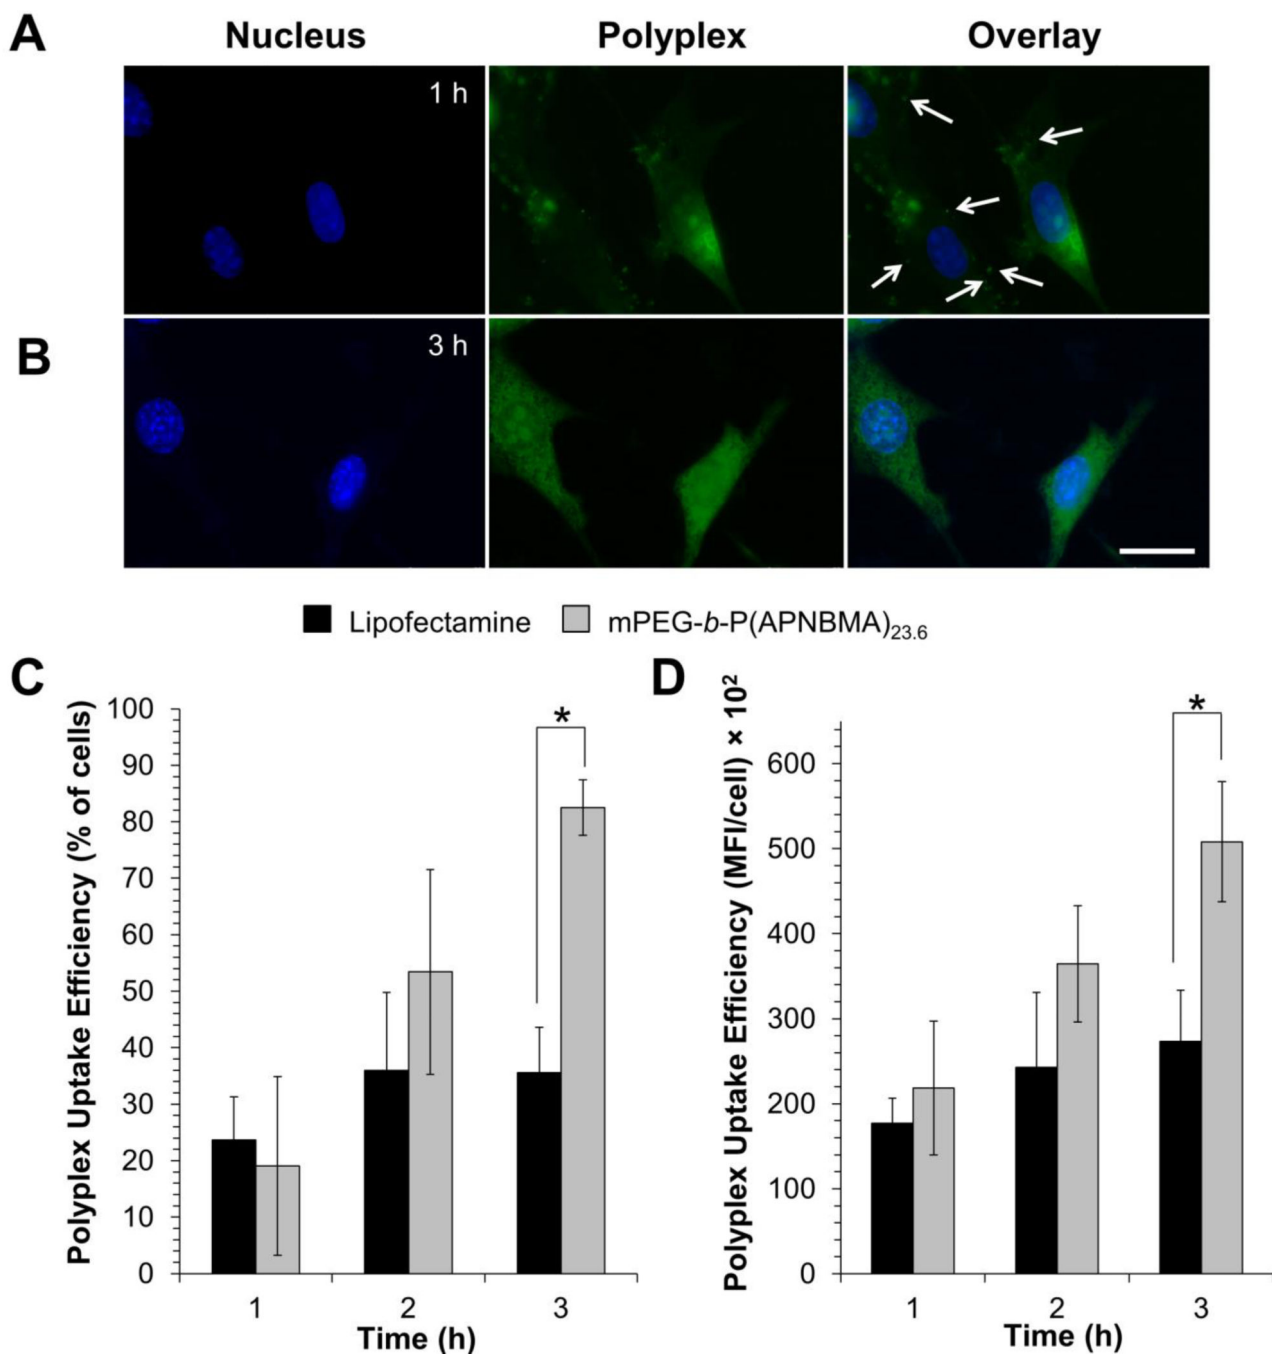 A
Nucleus
Polyplex
Overlay
1 h
B
3 h
Lipofectamine
mPEG-b-P(APNBMA)23.6
C
Polyplex Uptake Efficiency (% of cells)
100
90
80
70
60
50
40
30
20
10
0
*
1
2
3
Time (h)
D
Polyplex Uptake Efficiency (MFI/cell) × 10²
600
500
400
300
200
100
0
*
1
2
3
Time (h)